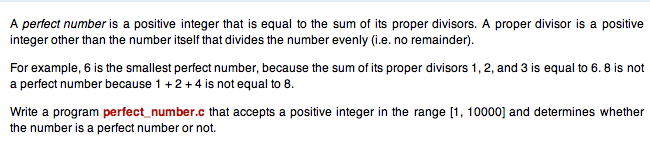 A perfect number is a positive integer that is equal to the sum of its proper divisors. A proper divisor is a positive
integer other than the number itself that divides the number evenly (i.e. no remainder).
For example, 6 is the smallest perfect number, because the sum of its proper divisors 1, 2, and 3 is equal to 6. 8 is not
a perfect number because 1 + 2 + 4 is not equal to 8.
Write a program perfect_number.c that accepts a positive integer in the range [1, 10000] and determines whether
the number is a perfect number or not.